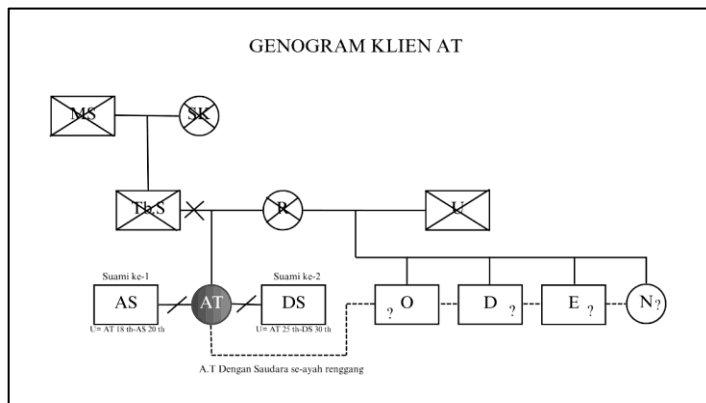 GENOGRAM KLIEN AT
MS
SK
Tb.S
R
U
Suami ke-1
Suami ke-2
AS
AT
DS
? O
D ?
E ?
N?
U= AT 18 th-AS 20 th
U= AT 25 th-DS 30 th
A.T Dengan Saudara se-ayah renggang